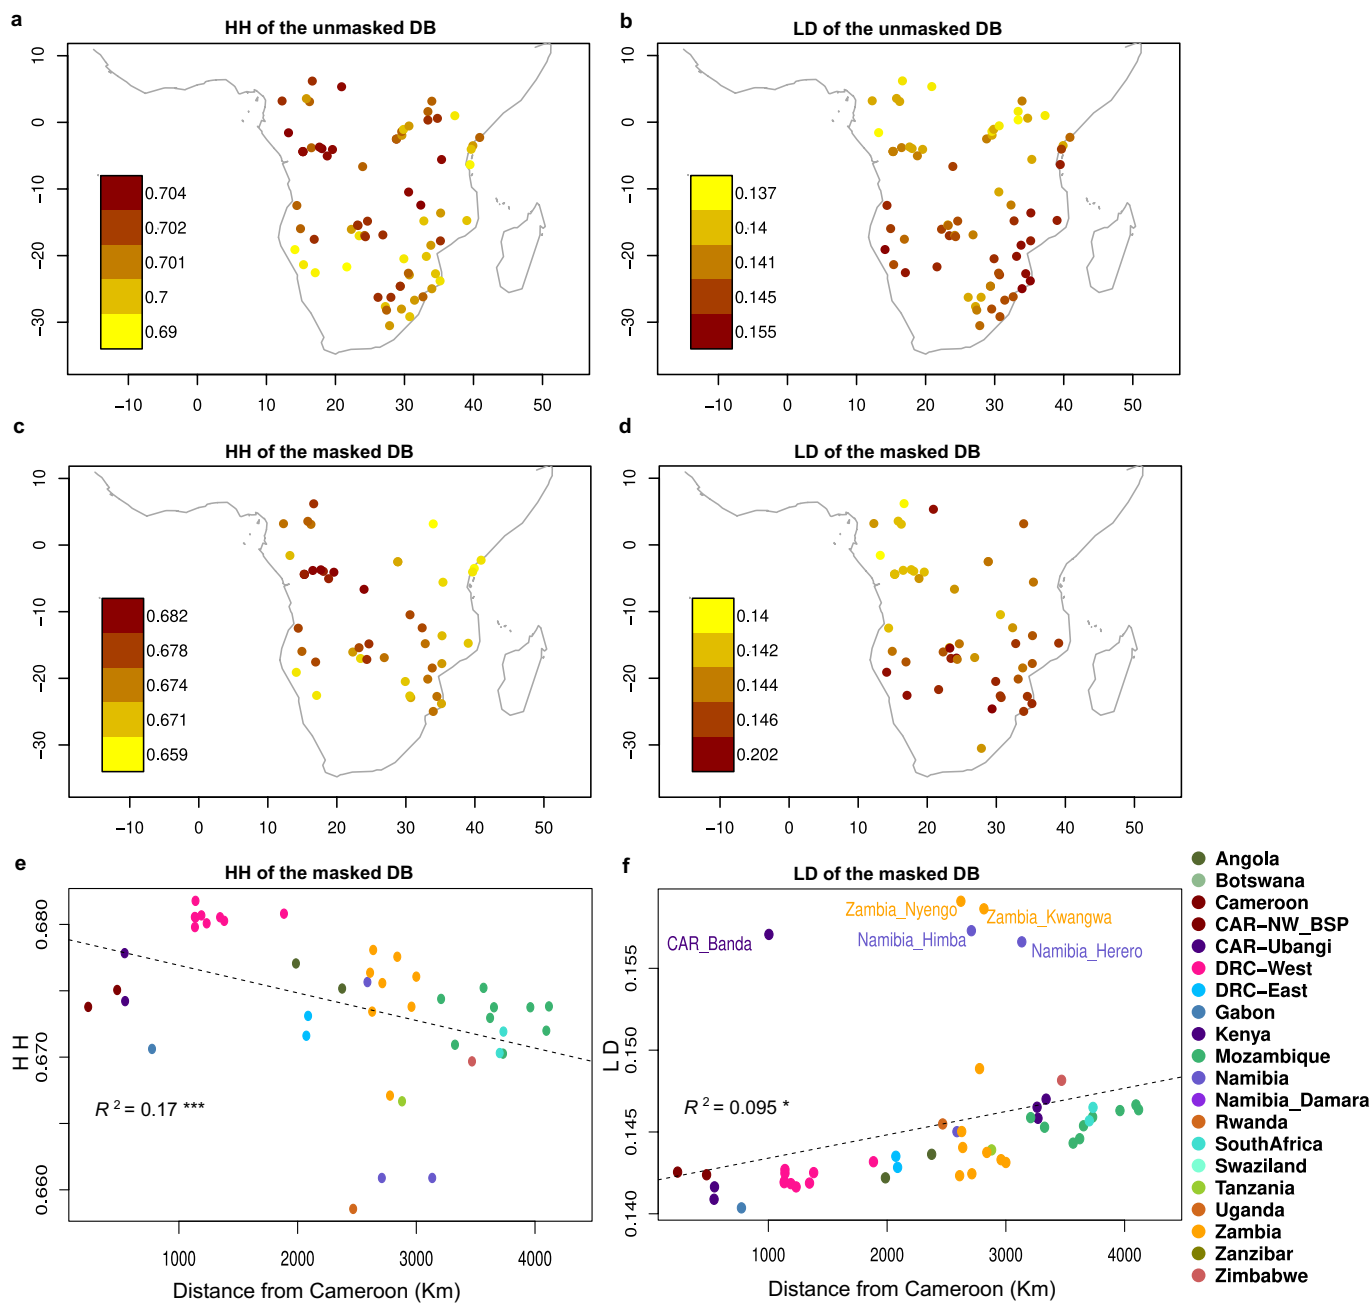 a
HH of the unmasked DB
10
0
−10
−20
−30
0.704
0.702
0.701
0.7
0.69
−10 0 10 20 30 40 50
b
LD of the unmasked DB
10
0
−10
−20
−30
0.137
0.14
0.141
0.145
0.155
−10 0 10 20 30 40 50
c
HH of the masked DB
10
0
−10
−20
−30
0.682
0.678
0.674
0.671
0.659
−10 0 10 20 30 40 50
d
LD of the masked DB
10
0
−10
−20
−30
0.14
0.142
0.144
0.146
0.202
−10 0 10 20 30 40 50
e
HH of the masked DB
0.680
0.670
0.660
HH
R² = 0.17 ***
1000 2000 3000 4000
Distance from Cameroon (Km)
f
LD of the masked DB
0.155
0.150
0.145
0.140
LD
Zambia_Nyengo
Zambia_Kwangwa
CAR_Banda
Namibia_Himba
Namibia_Herero
R² = 0.095 *
1000 2000 3000 4000
Distance from Cameroon (Km)
Angola
Botswana
Cameroon
CAR−NW_BSP
CAR−Ubangi
DRC−West
DRC−East
Gabon
Kenya
Mozambique
Namibia
Namibia_Damara
Rwanda
SouthAfrica
Swaziland
Tanzania
Uganda
Zambia
Zanzibar
Zimbabwe